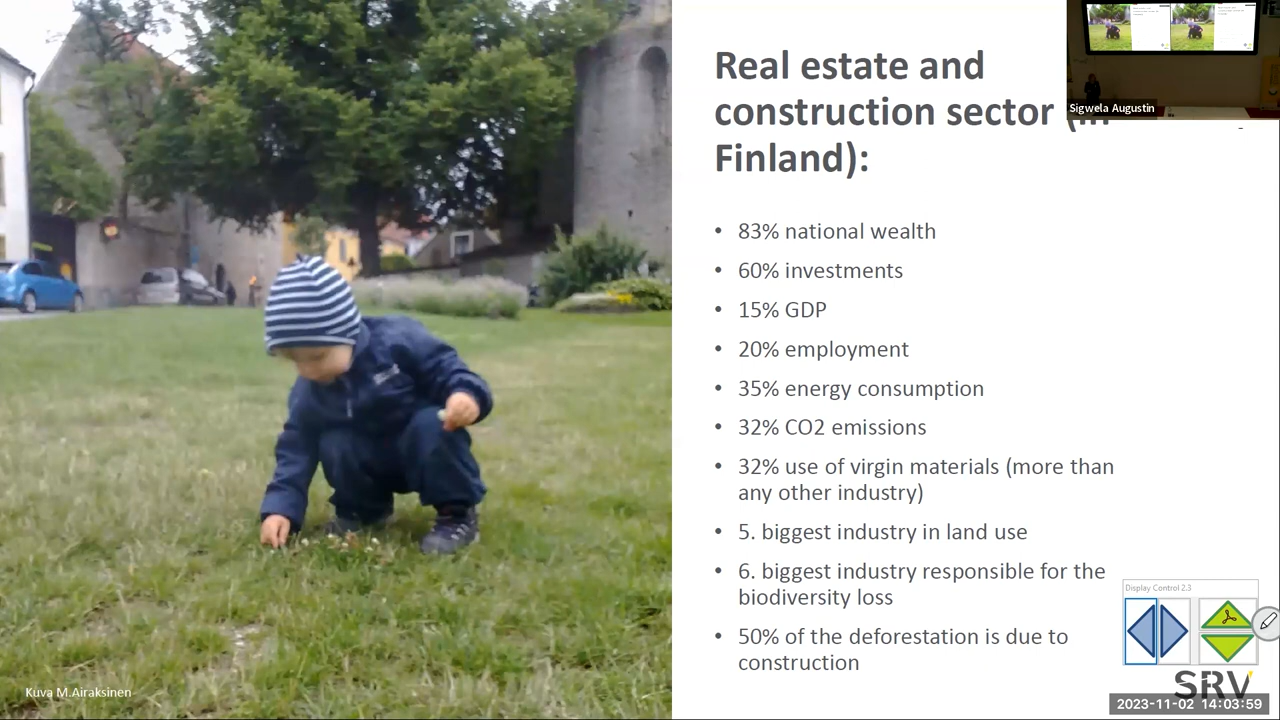 Real estate and
construction sector (in
Finland):
Sigwela Augustin
• 83% national wealth
• 60% investments
• 15% GDP
• 20% employment
• 35% energy consumption
• 32% CO2 emissions
• 32% use of virgin materials (more than
any other industry)
• 5. biggest industry in land use
• 6. biggest industry responsible for the
biodiversity loss
• 50% of the deforestation is due to
construction
Display Control 2.3
SRV
Kuva M.Airaksinen
2023-11-02 14:03:59